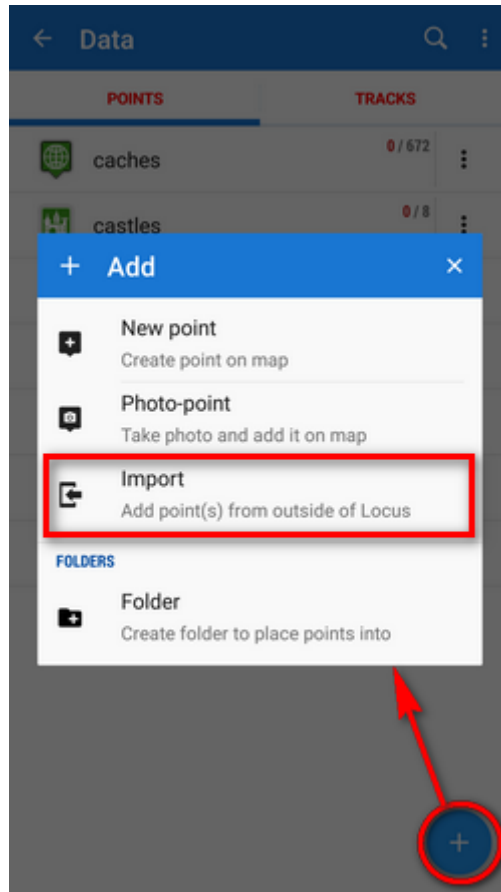 Data
POINTS TRACKS
caches 0 / 672
castles 0 / 8
Add
New point
Create point on map
Photo-point
Take photo and add it on map
Import
Add point(s) from outside of Locus
FOLDERS
Folder
Create folder to place points into